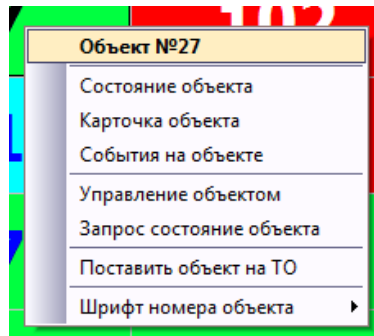 102
Объект №27
Состояние объекта
Карточка объекта
События на объекте
Управление объектом
Запрос состояние объекта
Поставить объект на ТО
Шрифт номера объекта